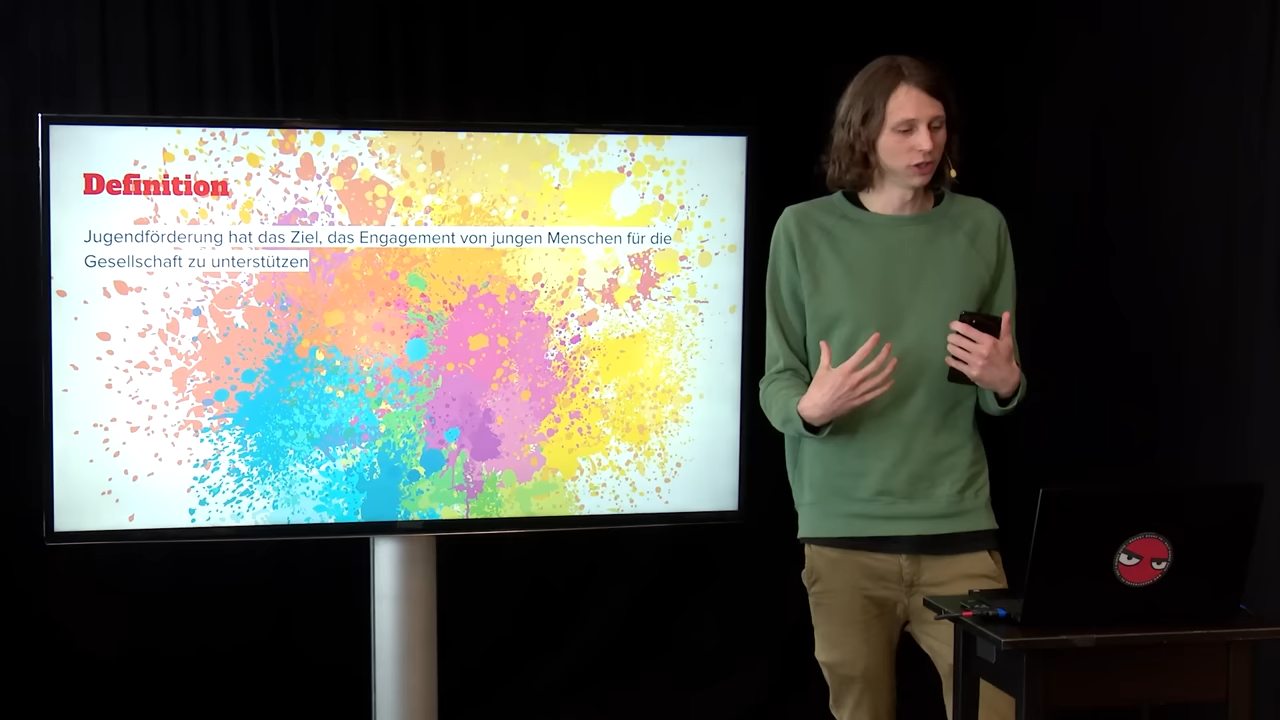 Definition
Jugendförderung hat das Ziel, das Engagement von jungen Menschen für die
Gesellschaft zu unterstützen